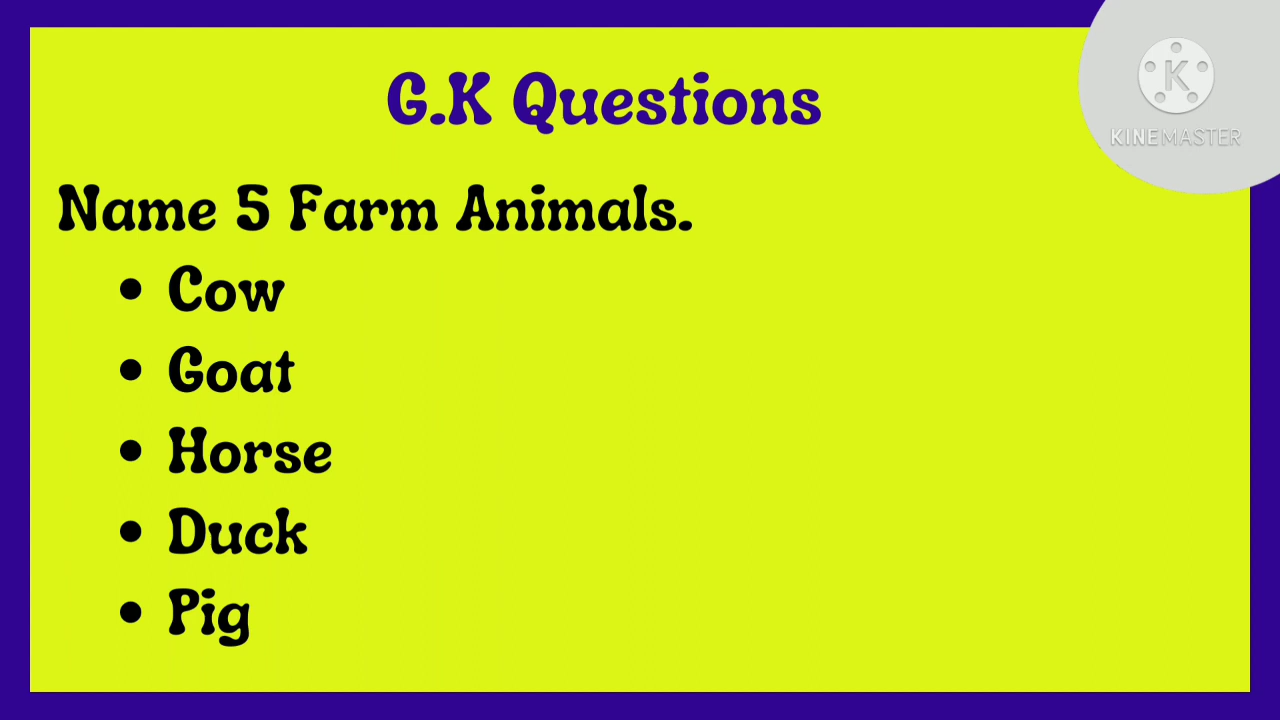 G.K Questions
K
KINEMASTER
Name 5 Farm Animals.
• Cow
• Goat
• Horse
• Duck
• Pig